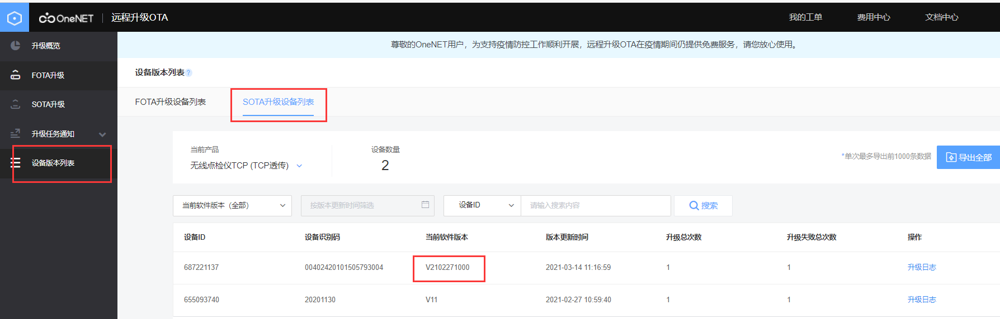 OneNET
远程升级OTA
我的工单
费用中心
文档中心
升级概览
FOTA升级
SOTA升级
升级任务通知
设备版本列表
尊敬的OneNET用户，为支持疫情防控工作顺利开展，远程升级OTA在疫情期间仍提供免费服务，请您放心使用。
设备版本列表 ?
FOTA升级设备列表
SOTA升级设备列表
当前产品
无线点检仪TCP (TCP透传)
设备数量
2
*单次最多导出前1000条数据
导出全部
当前软件版本（全部）
按版本更新时间筛选
设备ID
请输入搜索内容
搜索
设备ID 设备识别码 当前软件版本 版本更新时间 升级总次数 升级失败总次数 操作
687221137 00402420101505793004 V2102271000 2021-03-14 11:16:59 1 1 升级日志
655093740 20201130 V11 2021-02-27 10:59:40 1 1 升级日志